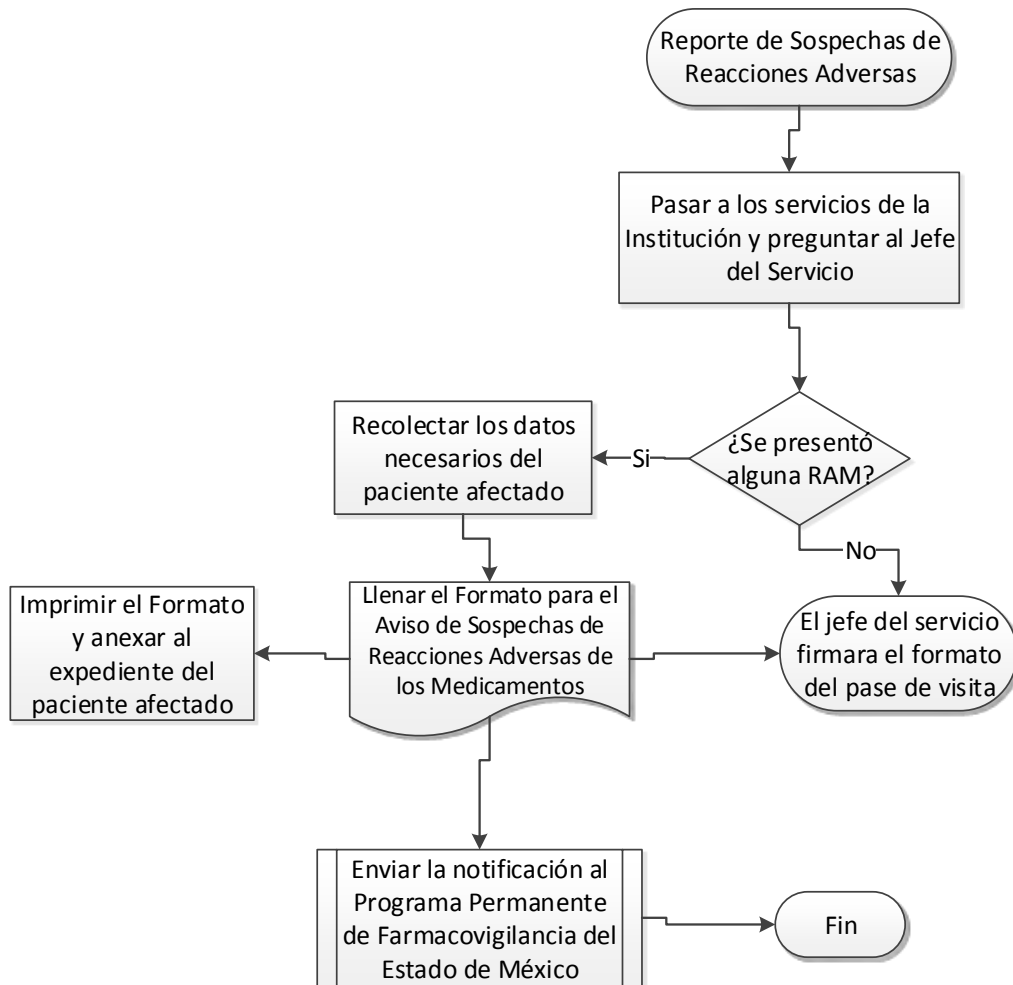 Reporte de Sospechas de
Reacciones Adversas
Pasar a los servicios de la
Institución y preguntar al Jefe
del Servicio
¿Se presentó
alguna RAM?
Si
No
Recolectar los datos
necesarios del
paciente afectado
Llenar el Formato para el
Aviso de Sospechas de
Reacciones Adversas de
los Medicamentos
Imprimir el Formato
y anexar al
expediente del
paciente afectado
El jefe del servicio
firmara el formato
del pase de visita
Enviar la notificación al
Programa Permanente
de Farmacovigilancia del
Estado de México
Fin